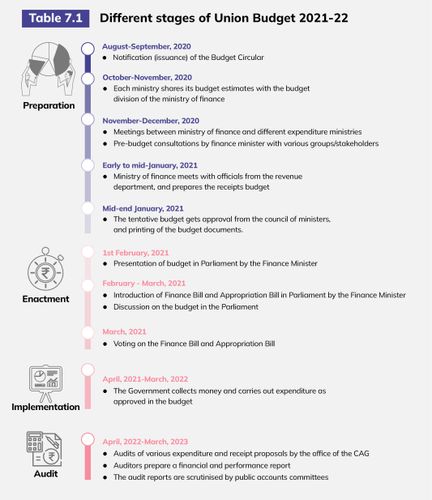 Table 7.1 Different stages of Union Budget 2021-22
Preparation
August-September, 2020
● Notification (issuance) of the Budget Circular
October-November, 2020
● Each ministry shares its budget estimates with the budget
division of the ministry of finance
November-December, 2020
● Meetings between ministry of finance and different expenditure ministries
● Pre-budget consultations by finance minister with various groups/stakeholders
Early to mid-January, 2021
● Ministry of finance meets with officials from the revenue
department, and prepares the receipts budget
Mid-end January, 2021
● The tentative budget gets approval from the council of ministers,
and printing of the budget documents.
₹
Enactment
1st February, 2021
● Presentation of budget in Parliament by the Finance Minister
February - March, 2021
● Introduction of Finance Bill and Appropriation Bill in Parliament by the Finance Minister
● Discussion on the budget in the Parliament
March, 2021
● Voting on the Finance Bill and Appropriation Bill
Implementation
April, 2021-March, 2022
● The Government collects money and carries out expenditure as
approved in the budget
₹
Audit
April, 2022-March, 2023
● Audits of various expenditure and receipt proposals by the office of the CAG
● Auditors prepare a financial and performance report
● The audit reports are scrutinised by public accounts committees